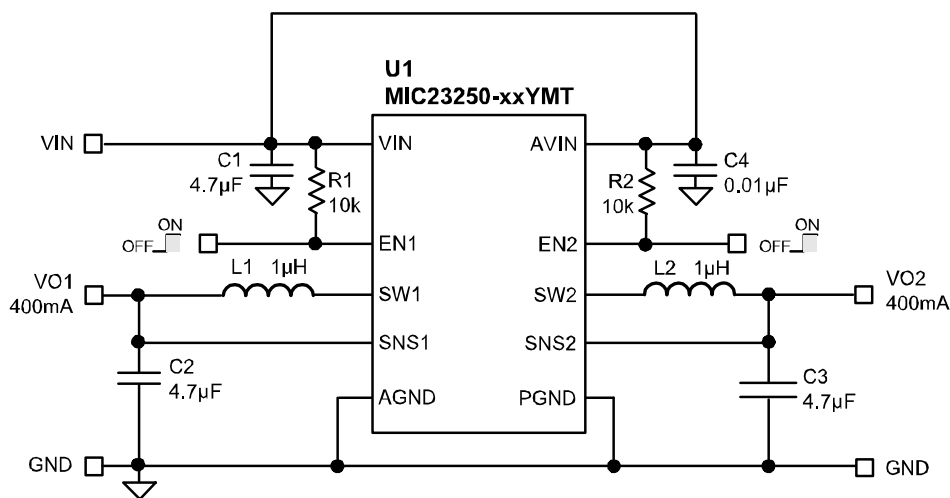 U1
MIC23250-xxYMT
VIN
VIN
AVIN
C1
4.7µF
R1
10k
R2
10k
C4
0.01µF
ON
OFF
EN1
EN2
ON
OFF
VO1
400mA
L1 1µH
SW1
SW2
L2 1µH
VO2
400mA
SNS1
SNS2
C2
4.7µF
C3
4.7µF
AGND
PGND
GND
GND